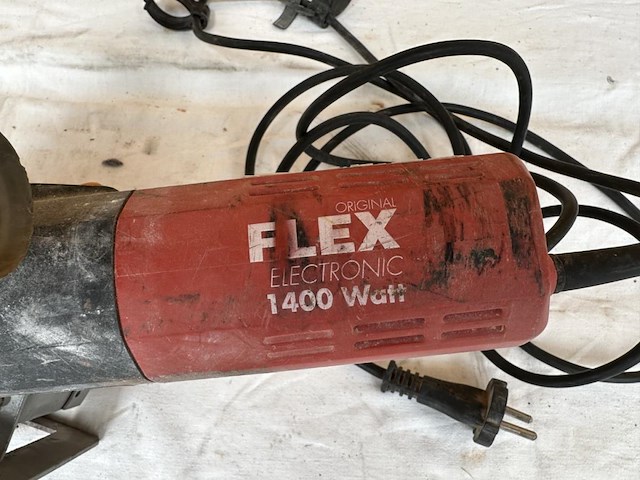 ORIGINAL
FLEX
ELECTRONIC
1400 Watt